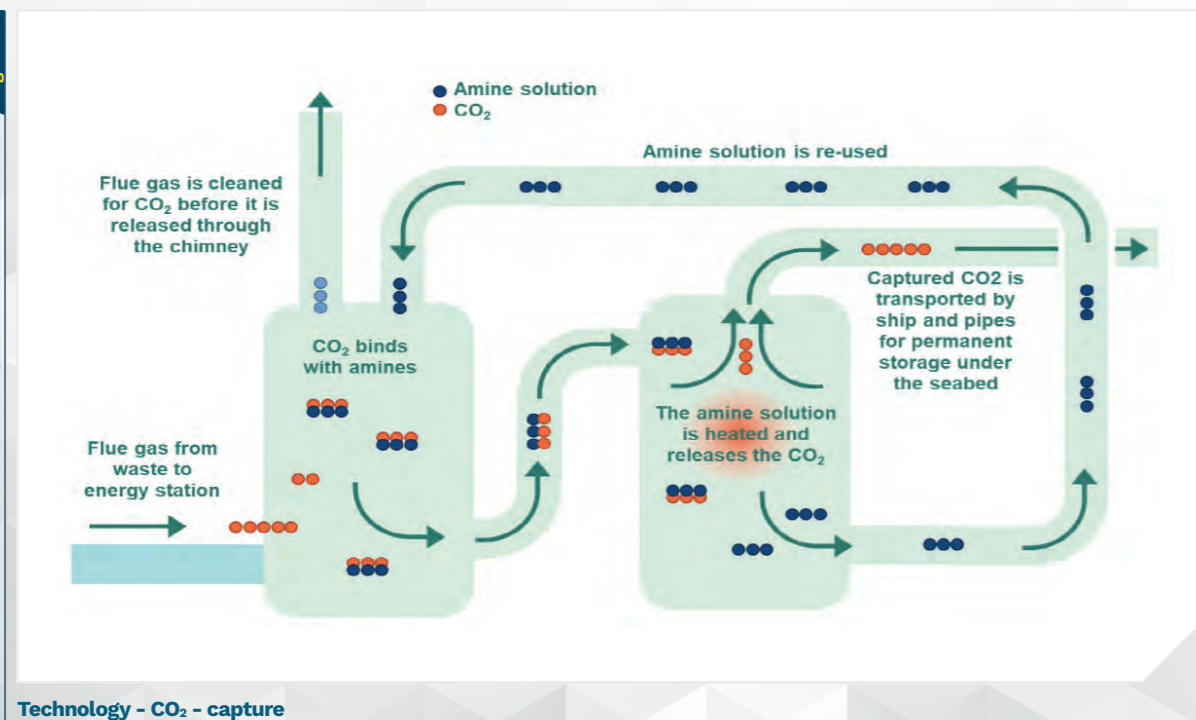 Amine solution
CO₂
Amine solution is re-used
Flue gas is cleaned
for CO₂ before it is
released through
the chimney
Captured CO2 is
transported by
ship and pipes
for permanent
storage under
the seabed
CO₂ binds
with amines
The amine solution
is heated and
releases the CO₂
Flue gas from
waste to
energy station
Technology - CO₂ - capture